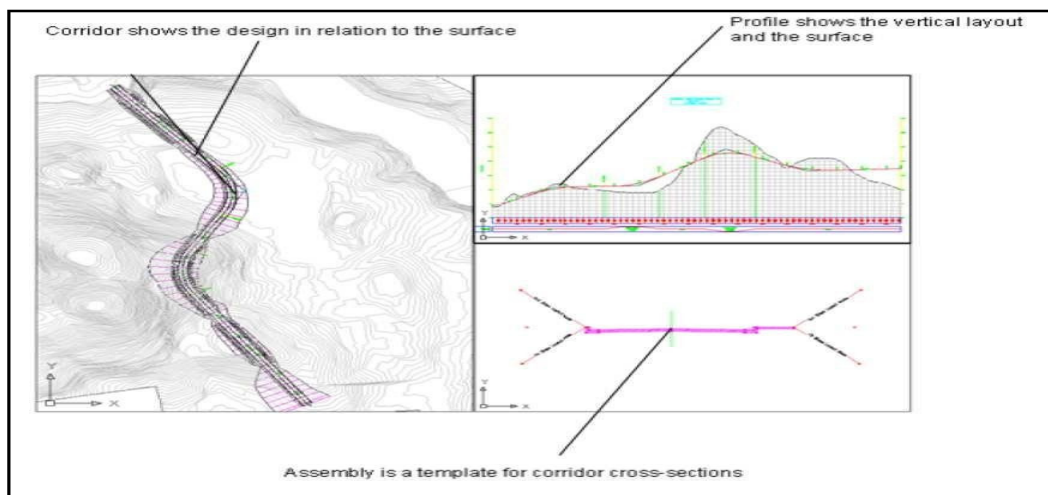 Corridor shows the design in relation to the surface
Profile shows the vertical layout
and the surface
Y
X
Y
X
Y
X
Assembly is a template for corridor cross-sections